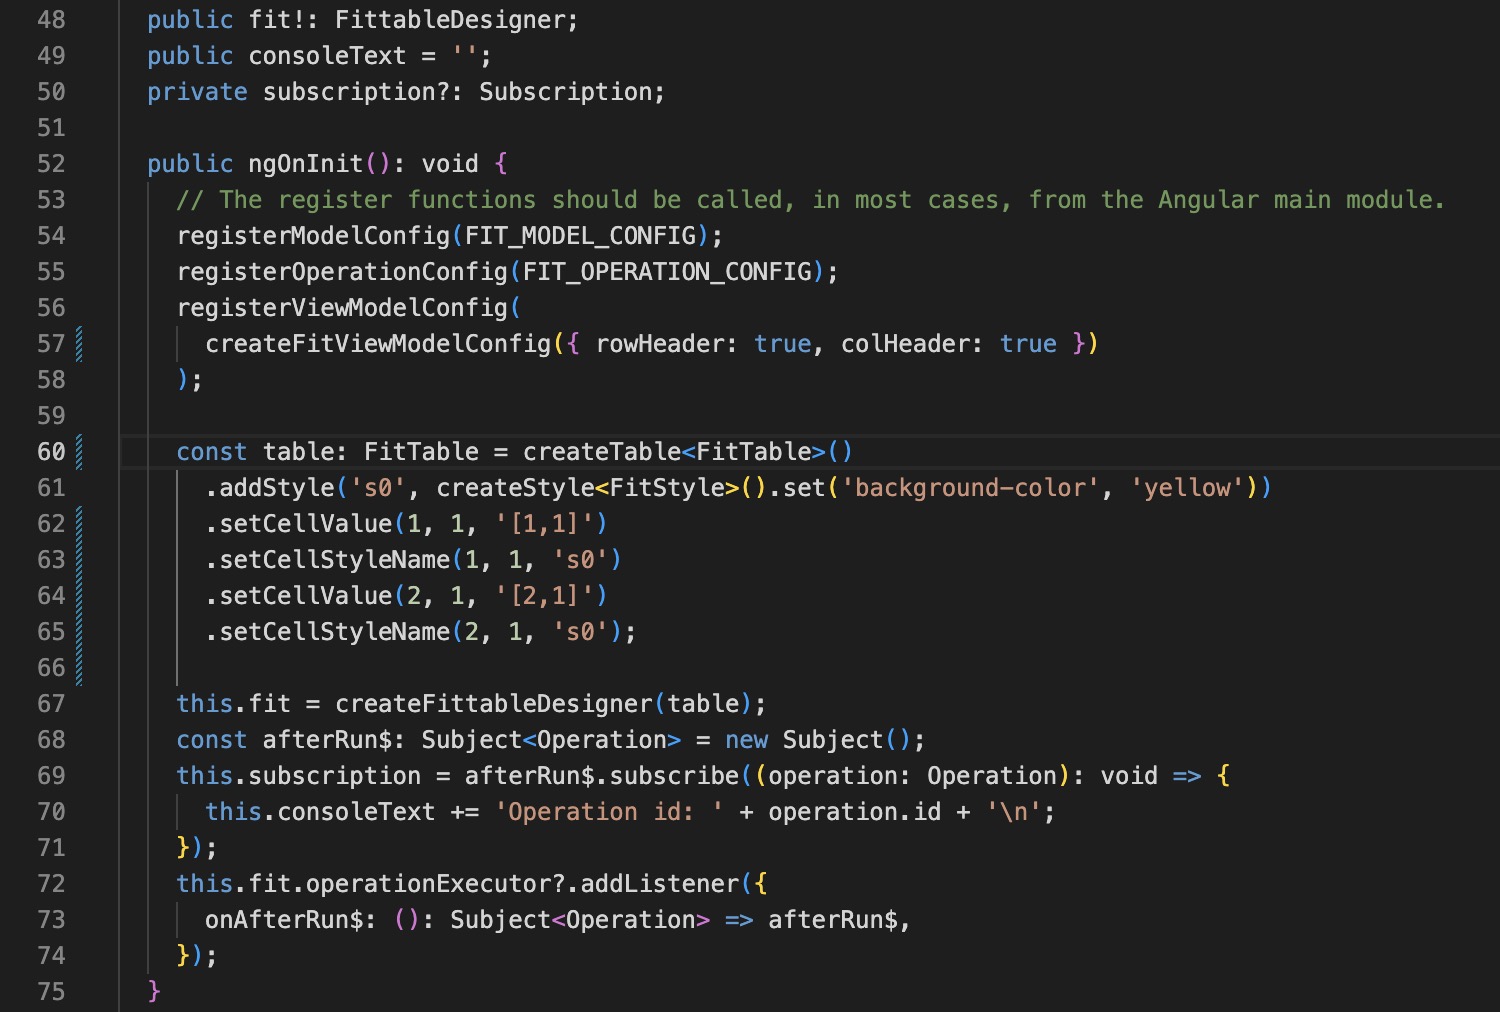 48 public fit!: FittableDesigner;
49 public consoleText = '';
50 private subscription?: Subscription;
51
52 public ngOnInit(): void {
53 // The register functions should be called, in most cases, from the Angular main module.
54 registerModelConfig(FIT_MODEL_CONFIG);
55 registerOperationConfig(FIT_OPERATION_CONFIG);
56 registerViewModelConfig(
57 createFitViewModelConfig({ rowHeader: true, colHeader: true })
58 );
59
60 const table: FitTable = createTable<FitTable>()
61 .addStyle('s0', createStyle<FitStyle>().set('background-color', 'yellow'))
62 .setCellValue(1, 1, '[1,1]')
63 .setCellStyleName(1, 1, 's0')
64 .setCellValue(2, 1, '[2,1]')
65 .setCellStyleName(2, 1, 's0');
66
67 this.fit = createFittableDesigner(table);
68 const afterRun$: Subject<Operation> = new Subject();
69 this.subscription = afterRun$.subscribe((operation: Operation): void => {
70 this.consoleText += 'Operation id: ' + operation.id + '\n';
71 });
72 this.fit.operationExecutor?.addListener({
73 onAfterRun$: (): Subject<Operation> => afterRun$,
74 });
75 }